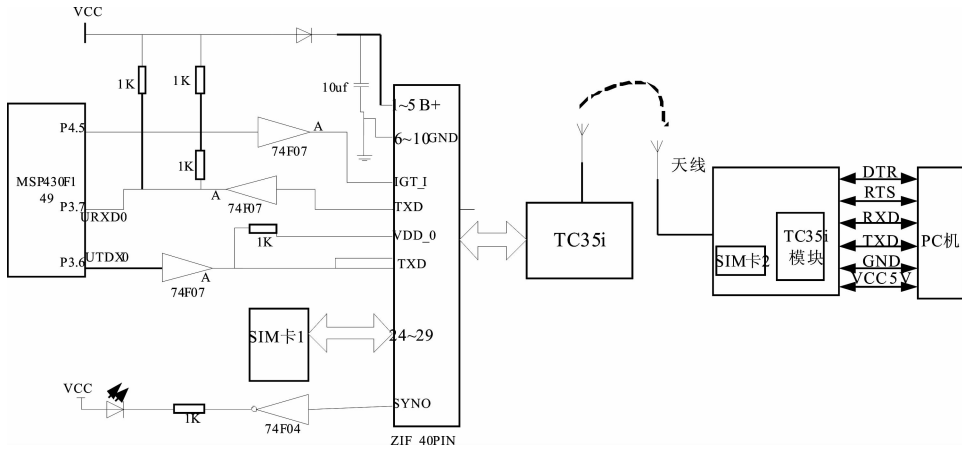 VCC
1K
1K
10uf
1~5 B+
P4.5
A
74F07
6~10 GND
1K
MSP430F1
49
IGT_I
A
P3.7
URXD0
74F07
TXD
1K
VDD_0
UTDX0
P3.6
TXD
74F07
SIM卡1
24~29
VCC
1K
74F04
SYNO
ZIF 40PIN
TC35i
天线
SIM卡2
TC35i
模块
DTR
RTS
RXD
TXD
GND
VCC5V
PC机